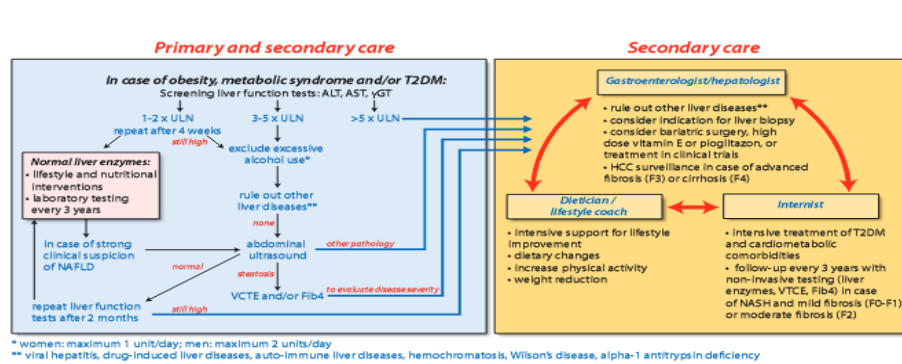 Primary and secondary care
Secondary care
In case of obesity, metabolic syndrome and/or T2DM:
Screening liver function tests: ALT, AST, γGT
1-2 x ULN
3-5 x ULN
>5 x ULN
repeat after 4 weeks
still high
exclude excessive
alcohol use*
Normal liver enzymes:
• lifestyle and nutritional
interventions
• laboratory testing
every 3 years
rule out other
liver diseases**
none
in case of strong
clinical suspicion
of NAFLD
abdominal
ultrasound
other pathology
normal
steatosis
VCTE and/or Fib4
to evaluate disease severity
repeat liver function
tests after 2 months
still high
Gastroenterologist/hepatologist
• rule out other liver diseases**
• consider indication for liver biopsy
• consider bariatric surgery, high
dose vitamin E or pioglitazon, or
treatment in clinical trials
• HCC surveillance in case of advanced
fibrosis (F3) or cirrhosis (F4)
Dietician /
lifestyle coach
• intensive support for lifestyle
improvement
• dietary changes
• increase physical activity
• weight reduction
Internist
• intensive treatment of T2DM
and cardiometabolic
comorbidities
• follow-up every 3 years with
non-invasive testing (liver
enzymes, VTCE, Fib4) in case
of NASH and mild fibrosis (F0-F1)
or moderate fibrosis (F2)
* women: maximum 1 unit/day; men: maximum 2 units/day
** viral hepatitis, drug-induced liver diseases, auto-immune liver diseases, hemochromatosis, Wilson's disease, alpha-1 antitrypsin deficiency